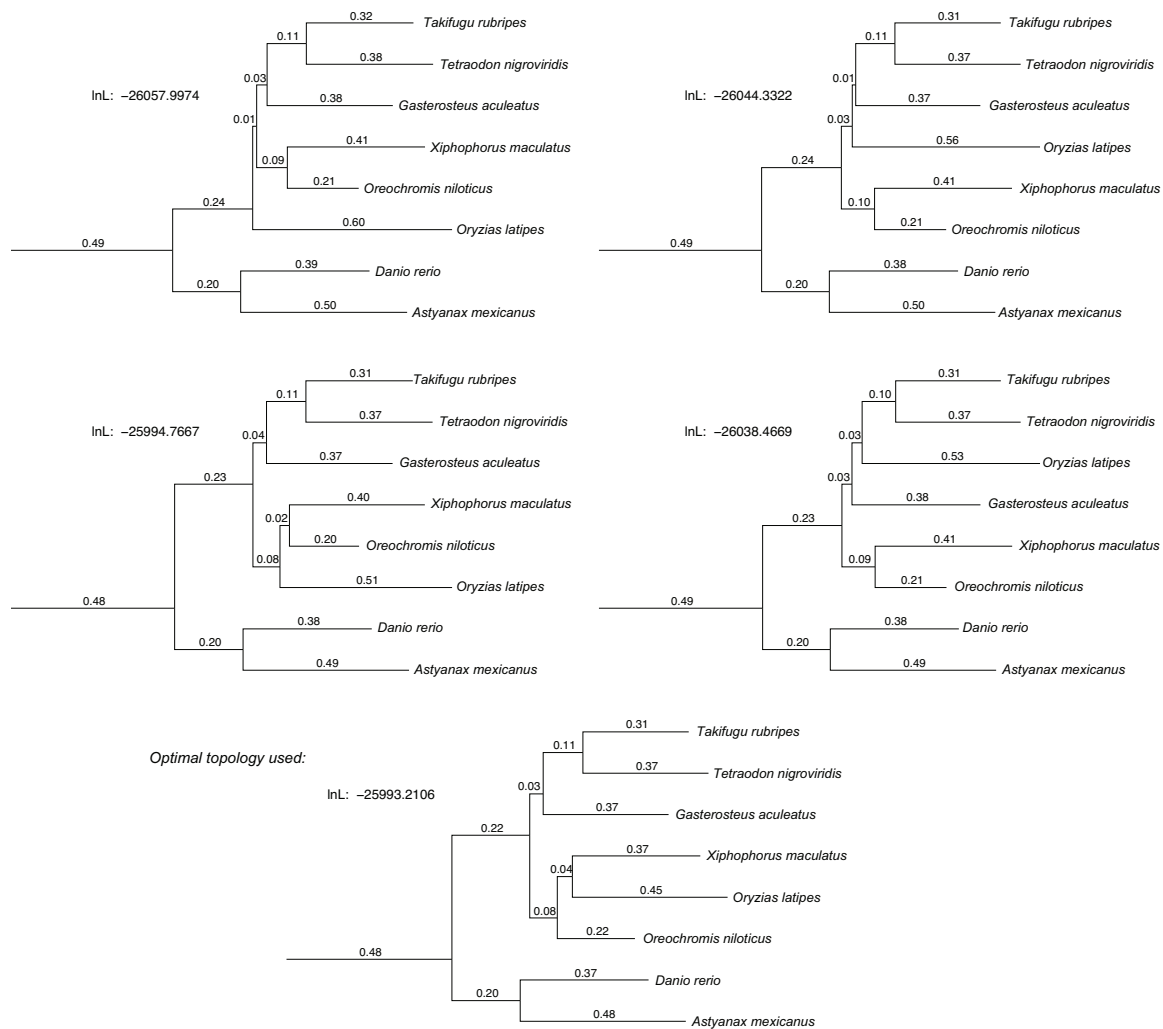 0.32 Takifugu rubripes
0.11
0.38 Tetraodon nigroviridis
0.03
lnL: −26057.9974
0.38 Gasterosteus aculeatus
0.01
0.41 Xiphophorus maculatus
0.09
0.21 Oreochromis niloticus
0.24
0.60 Oryzias latipes
0.49
0.39 Danio rerio
0.20
0.50 Astyanax mexicanus
0.31 Takifugu rubripes
0.11
0.37 Tetraodon nigroviridis
0.01
lnL: −26044.3322
0.37 Gasterosteus aculeatus
0.03
0.56 Oryzias latipes
0.24
0.41 Xiphophorus maculatus
0.10
0.21 Oreochromis niloticus
0.49
0.38 Danio rerio
0.20
0.50 Astyanax mexicanus
0.31 Takifugu rubripes
0.11
0.37 Tetraodon nigroviridis
lnL: −25994.7667
0.04
0.37 Gasterosteus aculeatus
0.23
0.40 Xiphophorus maculatus
0.02
0.20 Oreochromis niloticus
0.08
0.51 Oryzias latipes
0.48
0.38 Danio rerio
0.20
0.49 Astyanax mexicanus
0.31 Takifugu rubripes
0.10
0.37 Tetraodon nigroviridis
lnL: −26038.4669
0.03
0.53 Oryzias latipes
0.03
0.38 Gasterosteus aculeatus
0.23
0.41 Xiphophorus maculatus
0.09
0.21 Oreochromis niloticus
0.49
0.38 Danio rerio
0.20
0.49 Astyanax mexicanus
Optimal topology used:
0.31 Takifugu rubripes
0.11
0.37 Tetraodon nigroviridis
lnL: −25993.2106
0.03
0.37 Gasterosteus aculeatus
0.22
0.37 Xiphophorus maculatus
0.04
0.45 Oryzias latipes
0.08
0.22 Oreochromis niloticus
0.48
0.37 Danio rerio
0.20
0.48 Astyanax mexicanus